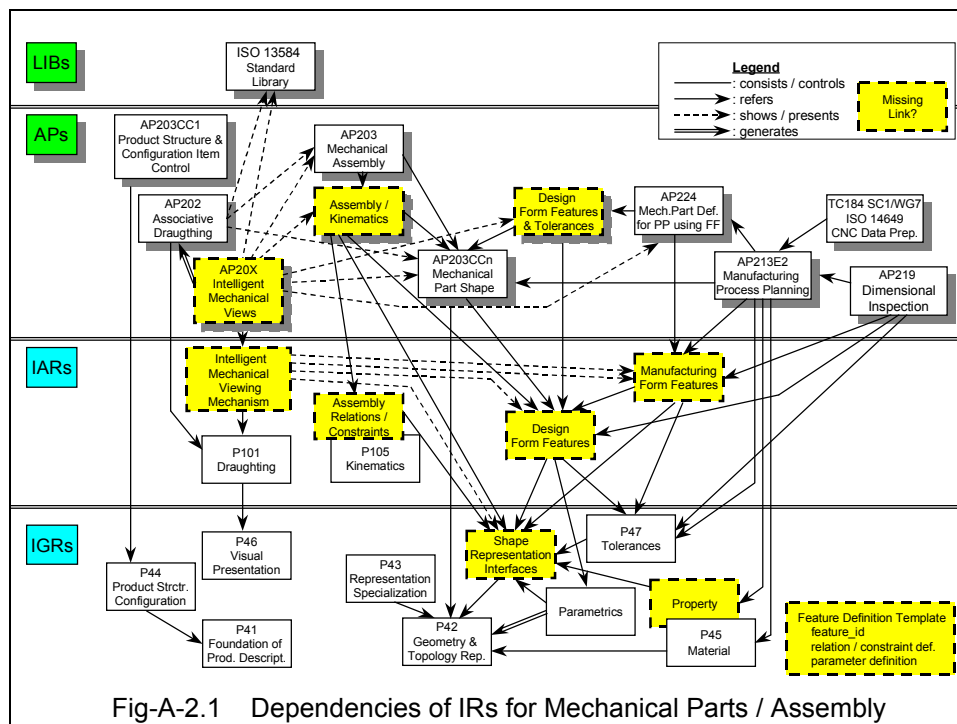 LIBs
ISO 13584
Standard
Library
Legend
: consists / controls
: refers
: shows / presents
: generates
Missing
Link?
APs
AP203CC1
Product Structure &
Configuration Item
Control
AP203
Mechanical
Assembly
AP202
Associative
Draugthing
Assembly /
Kinematics
Design
Form Features
& Tolerances
AP224
Mech.Part Def.
for PP using FF
TC184 SC1/WG7
ISO 14649
CNC Data Prep.
AP20X
Intelligent
Mechanical
Views
AP203CCn
Mechanical
Part Shape
AP213E2
Manufacturing
Process Planning
AP219
Dimensional
Inspection
IARs
Intelligent
Mechanical
Viewing
Mechanism
Manufacturing
Form Features
Assembly
Relations /
Constraints
Design
Form Features
P101
Draughting
P105
Kinematics
IGRs
P46
Visual
Presentation
Shape
Representation
Interfaces
P47
Tolerances
P44
Product Strctr.
Configuration
P43
Representation
Specialization
Parametrics
Property
P41
Foundation of
Prod. Descript.
P42
Geometry &
Topology Rep.
P45
Material
Feature Definition Template
feature_id
relation / constraint def.
parameter definition
Fig-A-2.1 Dependencies of IRs for Mechanical Parts / Assembly